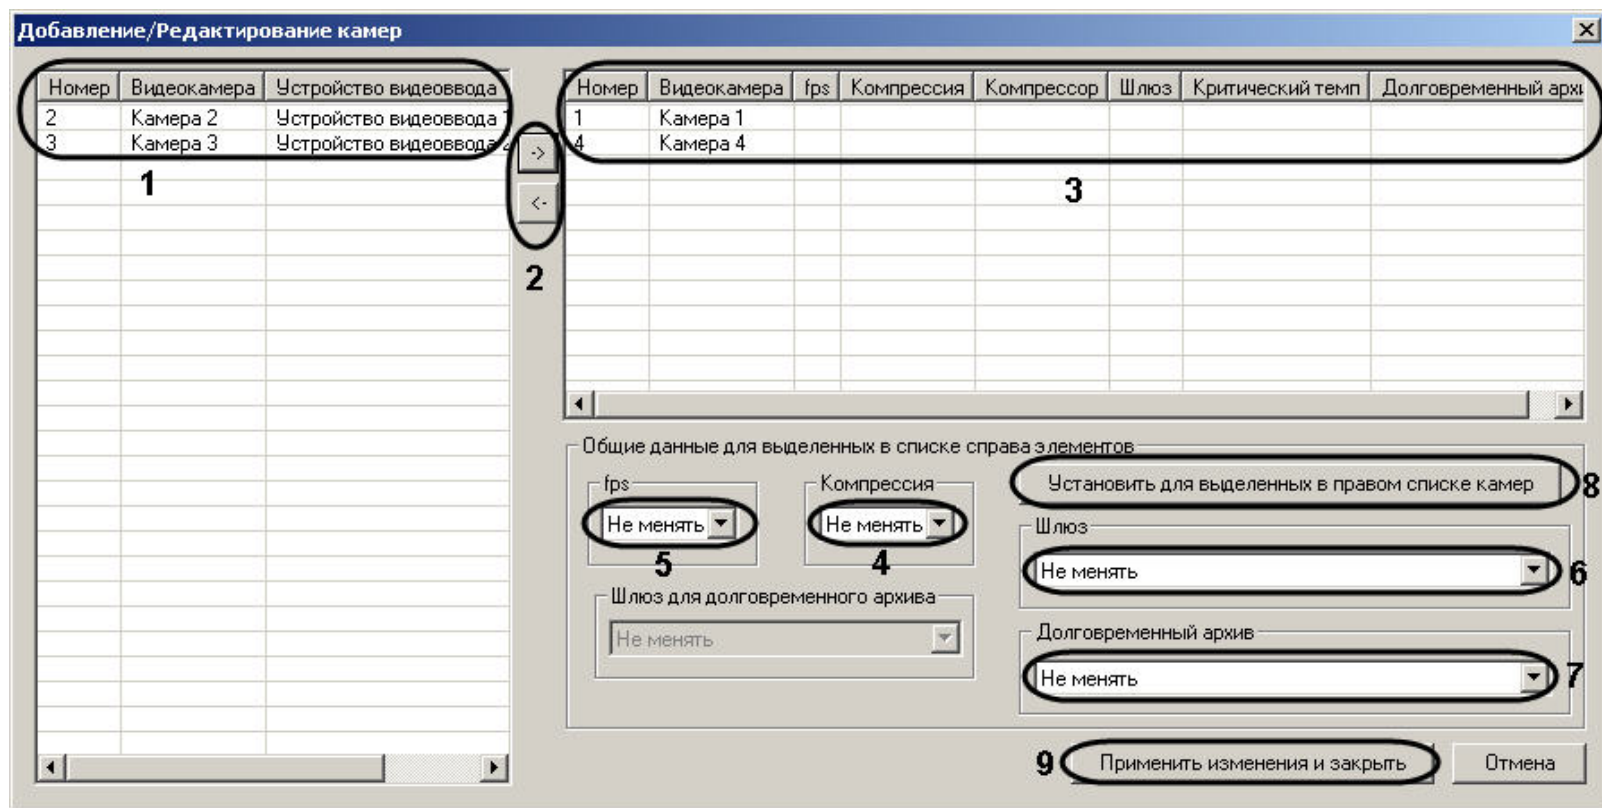 Добавление/Редактирование камер
Номер Видеокамера Устройство видеоввода
2 Камера 2 Устройство видеоввода 1
3 Камера 3 Устройство видеоввода 2
1
->
<-
2
Номер Видеокамера fps Компрессия Компрессор Шлюз Критический темп Долговременный архи
1 Камера 1
4 Камера 4
3
Общие данные для выделенных в списке справа элементов
fps
Не менять
5
Компрессия
Не менять
4
Установить для выделенных в правом списке камер
8
Шлюз
Не менять
6
Шлюз для долговременного архива
Не менять
Долговременный архив
Не менять
7
9
Применить изменения и закрыть
Отмена